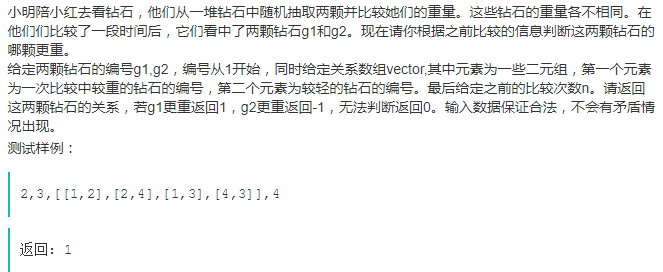 小明陪小红去看钻石，他们从一堆钻石中随机抽取两颗并比较她们的重量。这些钻石的重量各不相同。在
他们们比较了一段时间后，它们看中了两颗钻石g1和g2。现在请你根据之前比较的信息判断这两颗钻石的
哪颗更重。
给定两颗钻石的编号g1,g2，编号从1开始，同时给定关系数组vector,其中元素为一些二元组，第一个元素
为一次比较中较重的钻石的编号，第二个元素为较轻的钻石的编号。最后给定之前的比较次数n。请返回
这两颗钻石的关系，若g1更重返回1，g2更重返回-1，无法判断返回0。输入数据保证合法，不会有矛盾情
况出现。
测试样例：
2,3,[[1,2],[2,4],[1,3],[4,3]],4
返回: 1